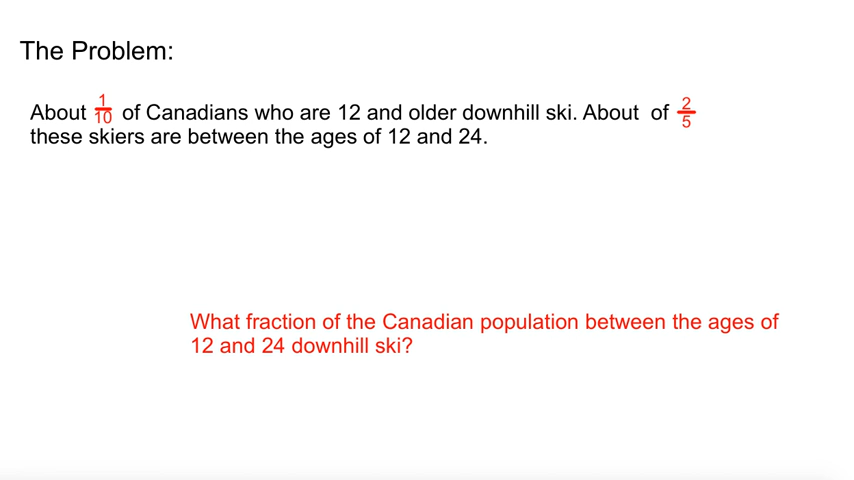 The Problem:
About 1/10 of Canadians who are 12 and older downhill ski. About of 2/5
these skiers are between the ages of 12 and 24.
What fraction of the Canadian population between the ages of
12 and 24 downhill ski?